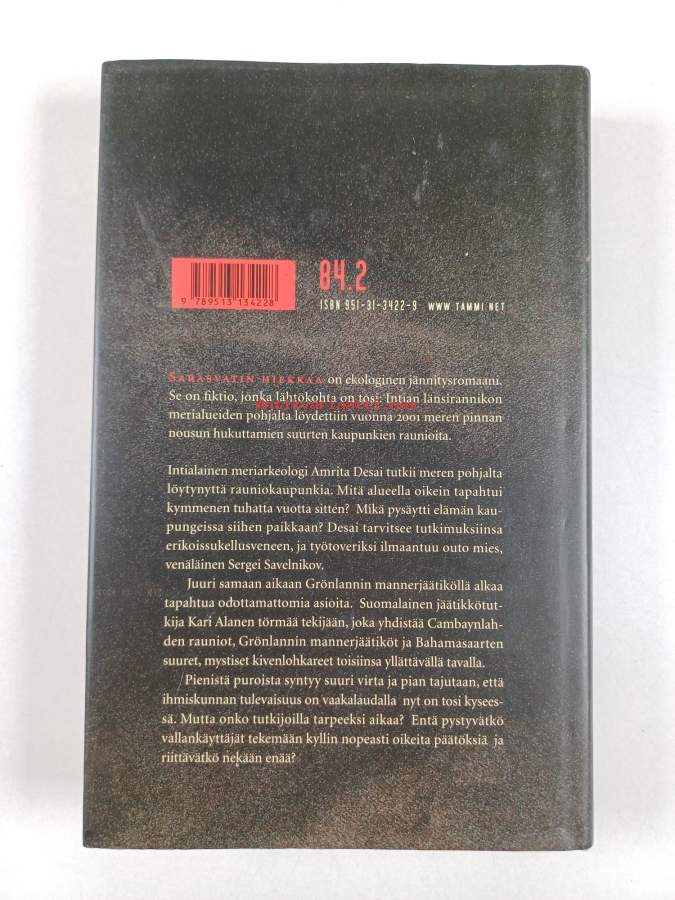 84.2
9 789513 134228
ISBN 951-31-3422-9 WWW.TAMMI.NET
SARASVATIN HIEKKAA on ekologinen jännitysromaani.
Se on fiktio, jonka lähtökohta on tosi: Intian länsirannikon
merialueiden pohjalta löydettiin vuonna 2001 meren pinnan
nousun hukuttamien suurten kaupunkien raunioita.
Intialainen meriarkeologi Amrita Desai tutkii meren pohjalta
löytynyttä rauniokaupunkia. Mitä alueella oikein tapahtui
kymmenen tuhatta vuotta sitten? Mikä pysäytti elämän kau-
pungeissa siihen paikkaan? Desai tarvitsee tutkimuksiinsa
erikoissukellusveneen, ja työtoveriksi ilmaantuu outo mies,
venäläinen Sergei Savelnikov.
Juuri samaan aikaan Grönlannin mannerjäätiköllä alkaa
tapahtua odottamattomia asioita. Suomalainen jäätikkötut-
kija Kari Alanen törmää tekijään, joka yhdistää Cambaynlah-
den rauniot, Grönlannin mannerjäätiköt ja Bahamasaarten
suuret, mystiset kivenlohkareet toisiinsa yllättävällä tavalla.
Pienistä puroista syntyy suuri virta ja pian tajutaan, että
ihmiskunnan tulevaisuus on vaakalaudalla nyt on tosi kysees-
sä. Mutta onko tutkijoilla tarpeeksi aikaa? Entä pystyvätkö
vallankäyttäjät tekemään kyllin nopeasti oikeita päätöksiä ja
riittävätkö nekään enää?